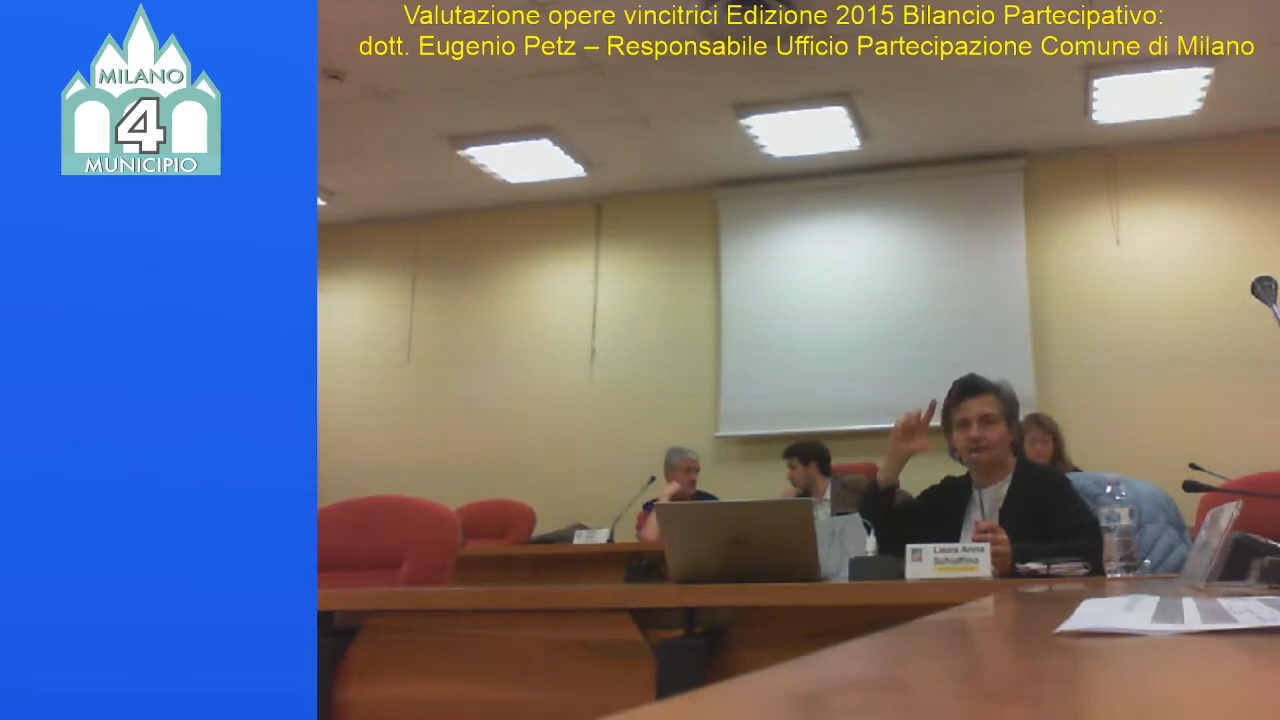 Valutazione opere vincitrici Edizione 2015 Bilancio Partecipativo:
dott. Eugenio Petz – Responsabile Ufficio Partecipazione Comune di Milano
MILANO
4
MUNICIPIO
Laura Anna
Schiaffino